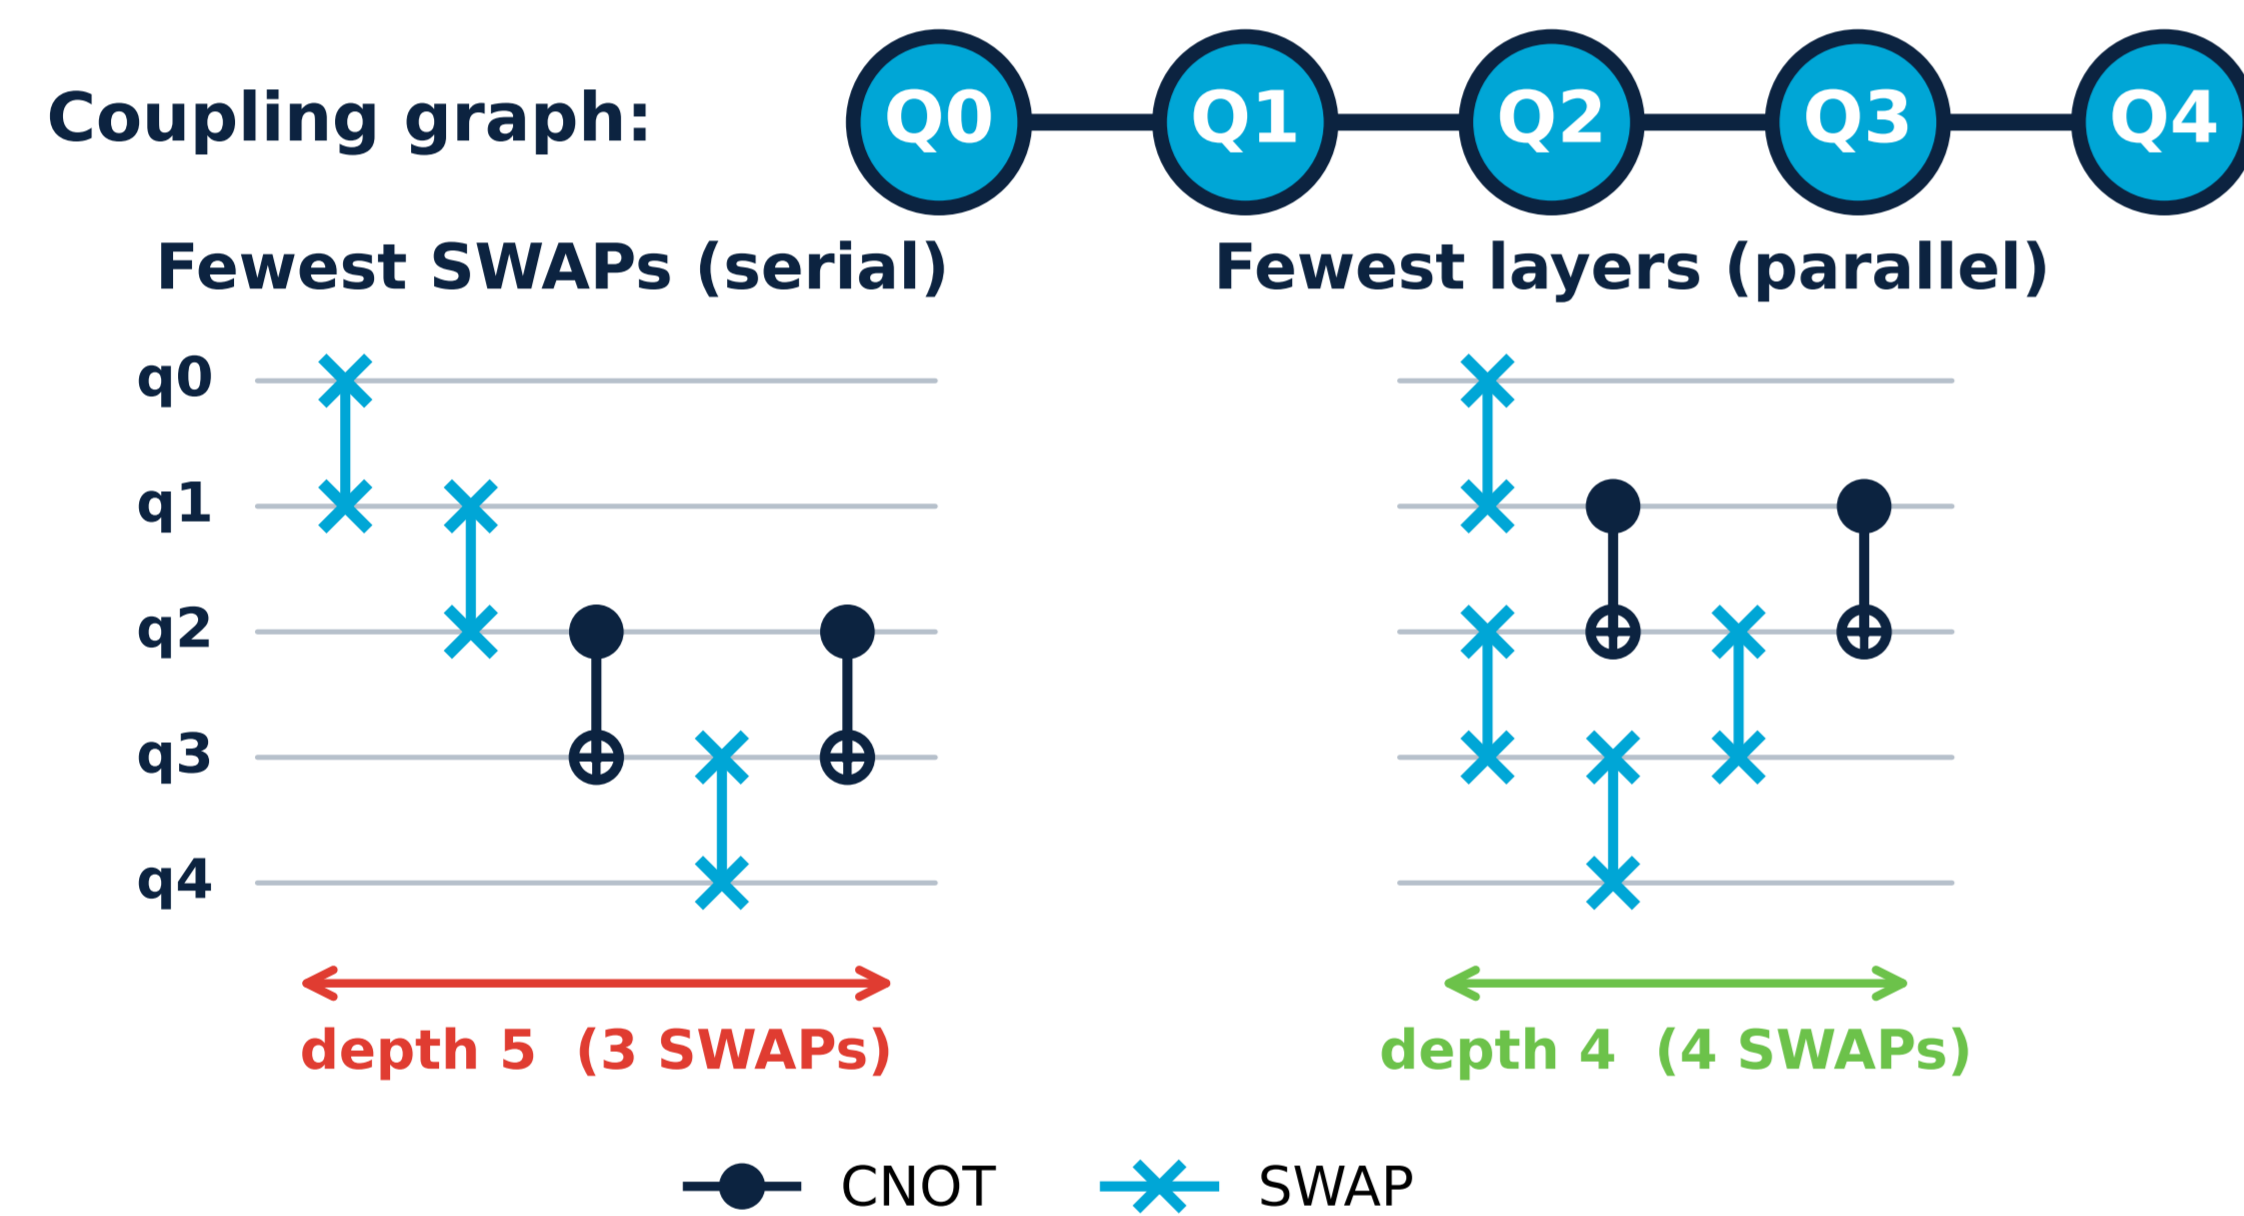 Coupling graph: Q0 Q1 Q2 Q3 Q4
Fewest SWAPs (serial)
Fewest layers (parallel)
q0
q1
q2
q3
q4
depth 5 (3 SWAPs)
depth 4 (4 SWAPs)
CNOT SWAP